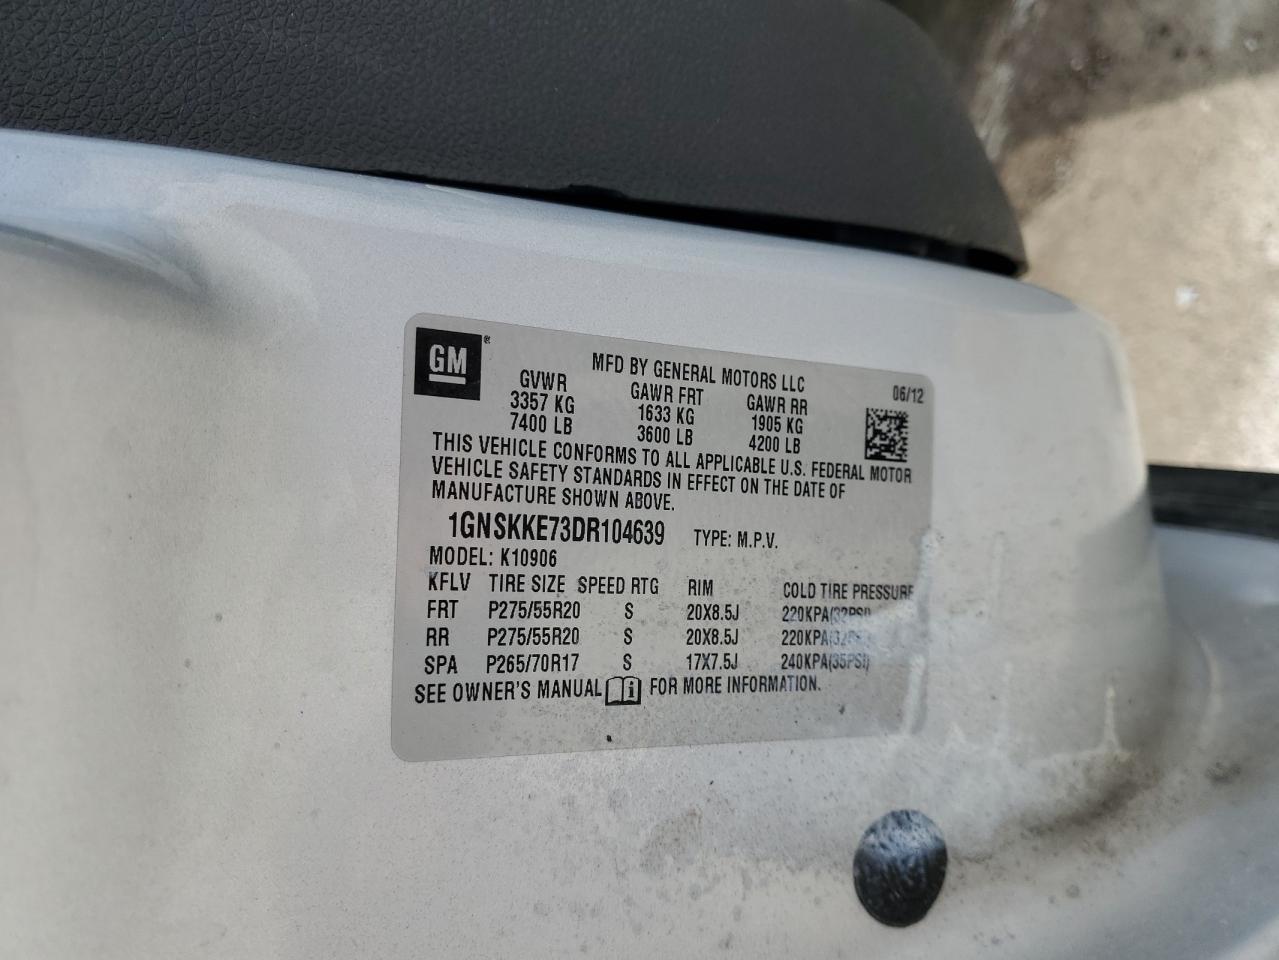 GM®
MFD BY GENERAL MOTORS LLC
06/12
GVWR GAWR FRT GAWR RR
3357 KG 1633 KG 1905 KG
7400 LB 3600 LB 4200 LB
THIS VEHICLE CONFORMS TO ALL APPLICABLE U.S. FEDERAL MOTOR
VEHICLE SAFETY STANDARDS IN EFFECT ON THE DATE OF
MANUFACTURE SHOWN ABOVE.
1GNSKKE73DR104639 TYPE: M.P.V.
MODEL: K10906
KFLV TIRE SIZE SPEED RTG RIM COLD TIRE PRESSURE
FRT P275/55R20 S 20X8.5J 220KPA(32PSI)
RR P275/55R20 S 20X8.5J 220KPA(32PSI)
SPA P265/70R17 S 17X7.5J 240KPA(35PSI)
SEE OWNER'S MANUAL FOR MORE INFORMATION.